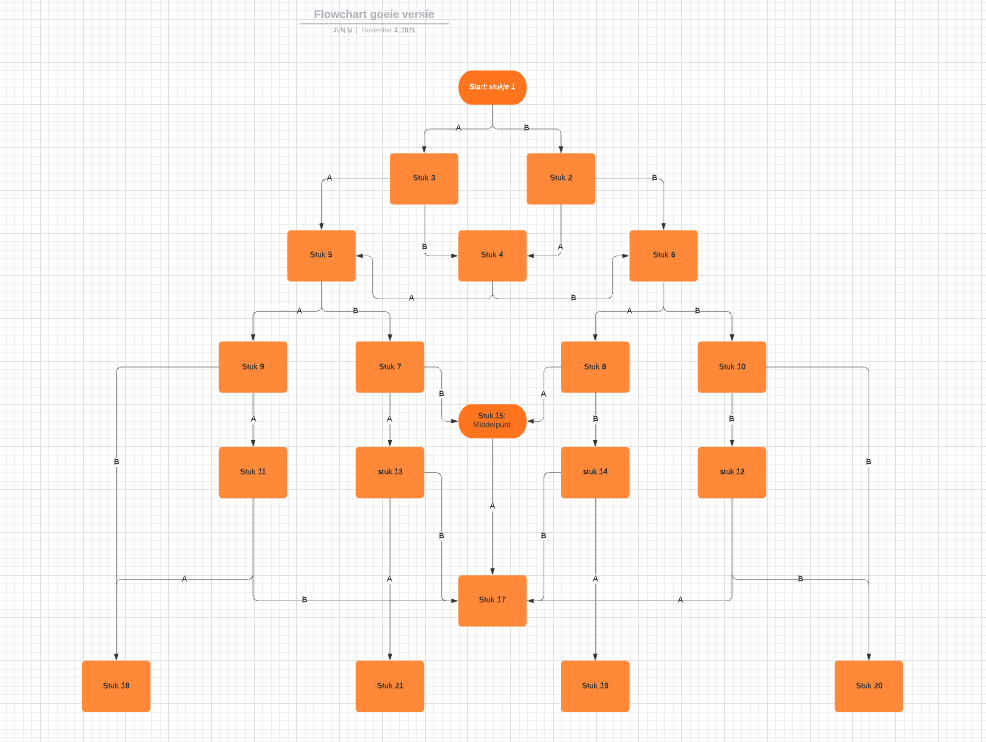 Flowchart goeie versie
JVN M | November 2, 2021
Start: stukje 1
A
B
Stuk 3
Stuk 2
A
B
B
A
Stuk 5
Stuk 4
Stuk 6
A
B
A
B
A
B
Stuk 9
Stuk 7
Stuk 8
Stuk 10
B
A
Stuk 15:
Middelpunt
A
A
B
B
B
B
Stuk 11
stuk 13
stuk 14
stuk 12
A
B
B
A
A
A
B
Stuk 17
B
A
Stuk 18
Stuk 21
Stuk 19
Stuk 20